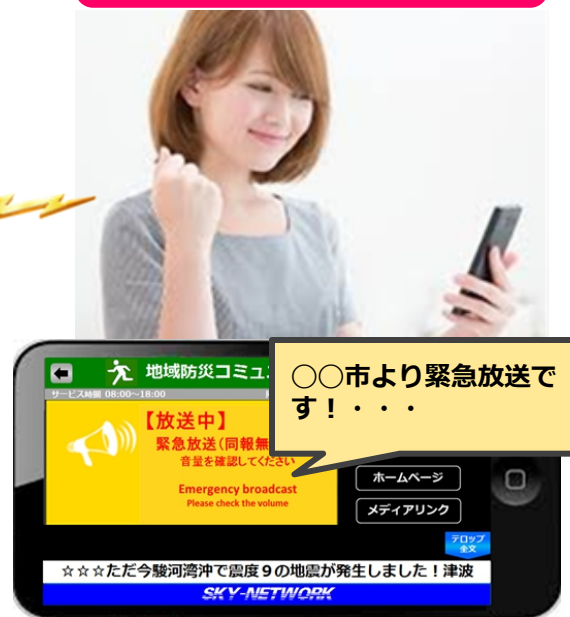 地域防災コミュ
サービス時間 08:00~18:00
○○市より緊急放送で
す！・・・
【放送中】
緊急放送(同報無
音量を確認してください
Emergency broadcast
Please check the volume
ホームページ
メディアリンク
テロップ
全文
☆☆☆ただ今駿河湾沖で震度９の地震が発生しました！津波
SKY-NETWORK